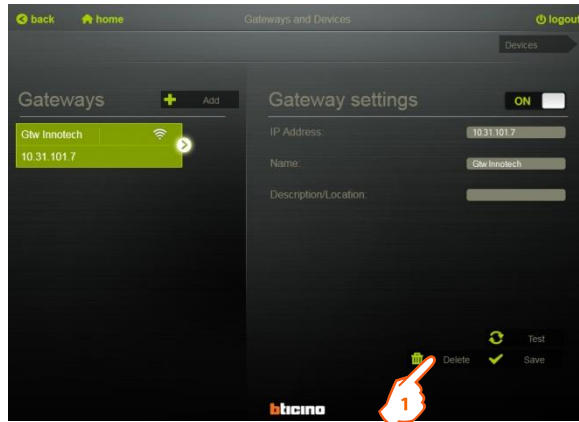 back home Gateways and Devices logout
Devices
Gateways Add
Gtw Innotech
10.31.101.7
Gateway settings ON
IP Address: 10.31.101.7
Name: Gtw Innotech
Description/Location:
Test
Delete Save
1
bticino